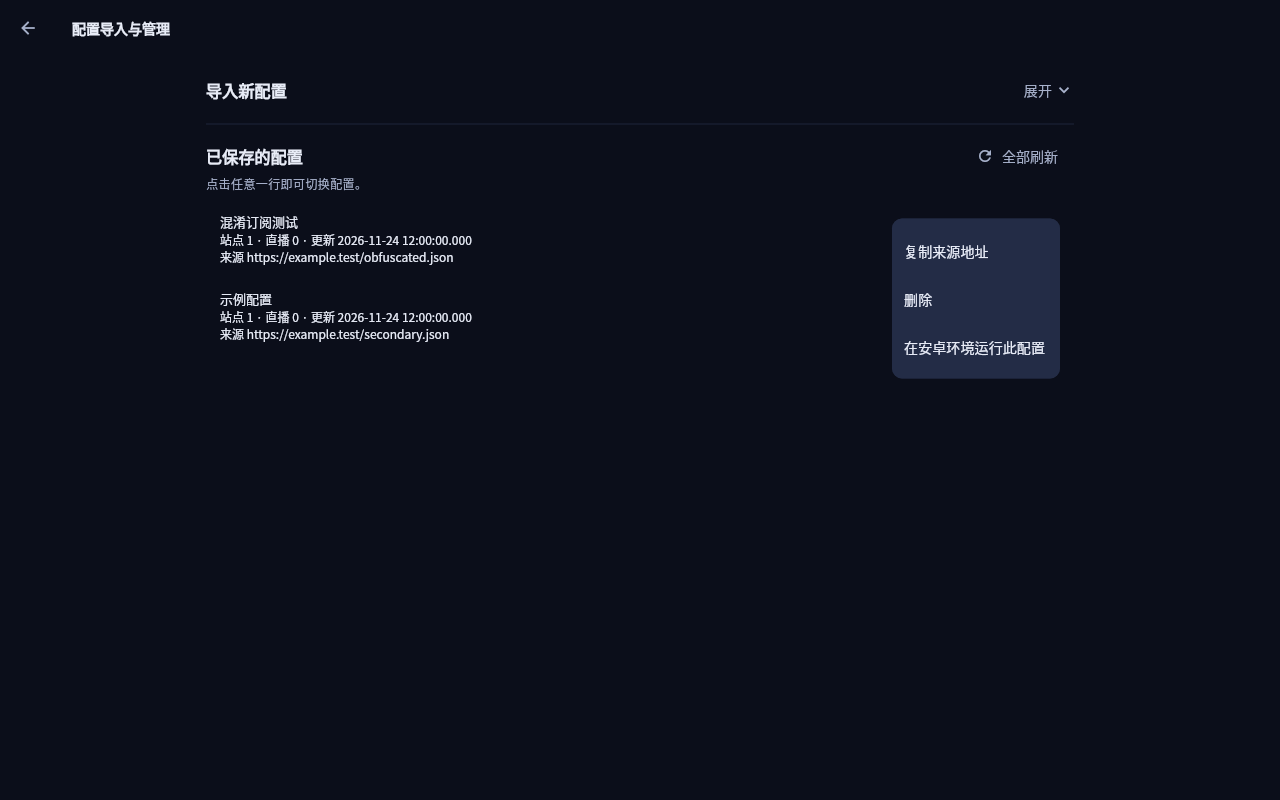 配置导入与管理
导入新配置
展开
已保存的配置
全部刷新
点击任意一行即可切换配置。
混淆订阅测试
站点 1 · 直播 0 · 更新 2026-11-24 12:00:00.000
来源 https://example.test/obfuscated.json
示例配置
站点 1 · 直播 0 · 更新 2026-11-24 12:00:00.000
来源 https://example.test/secondary.json
复制来源地址
删除
在安卓环境运行此配置